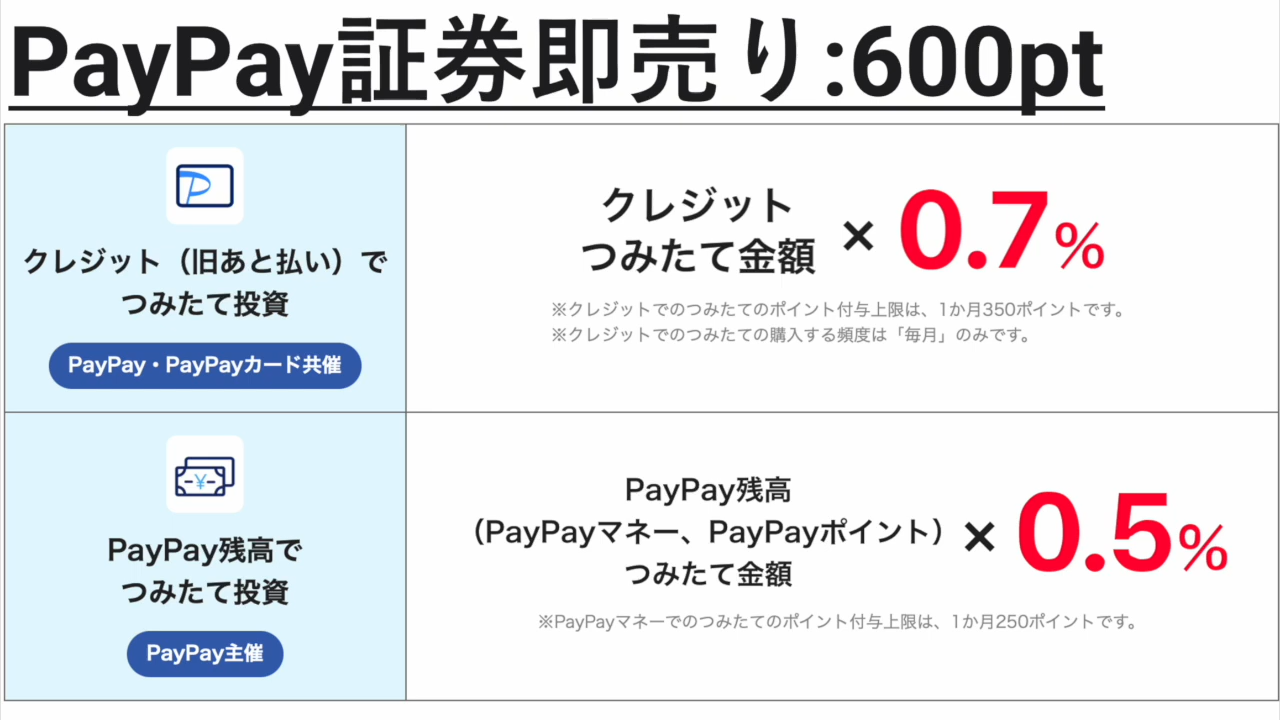 PayPay証券即売り:600pt
クレジット（旧あと払い）で
つみたて投資
PayPay・PayPayカード共催
クレジット
つみたて金額
× 0.7%
※クレジットでのつみたてのポイント付与上限は、1か月350ポイントです。
※クレジットでのつみたての購入する頻度は「毎月」のみです。
PayPay残高で
つみたて投資
PayPay主催
PayPay残高
（PayPayマネー、PayPayポイント）
つみたて金額
× 0.5%
※PayPayマネーでのつみたてのポイント付与上限は、1か月250ポイントです。